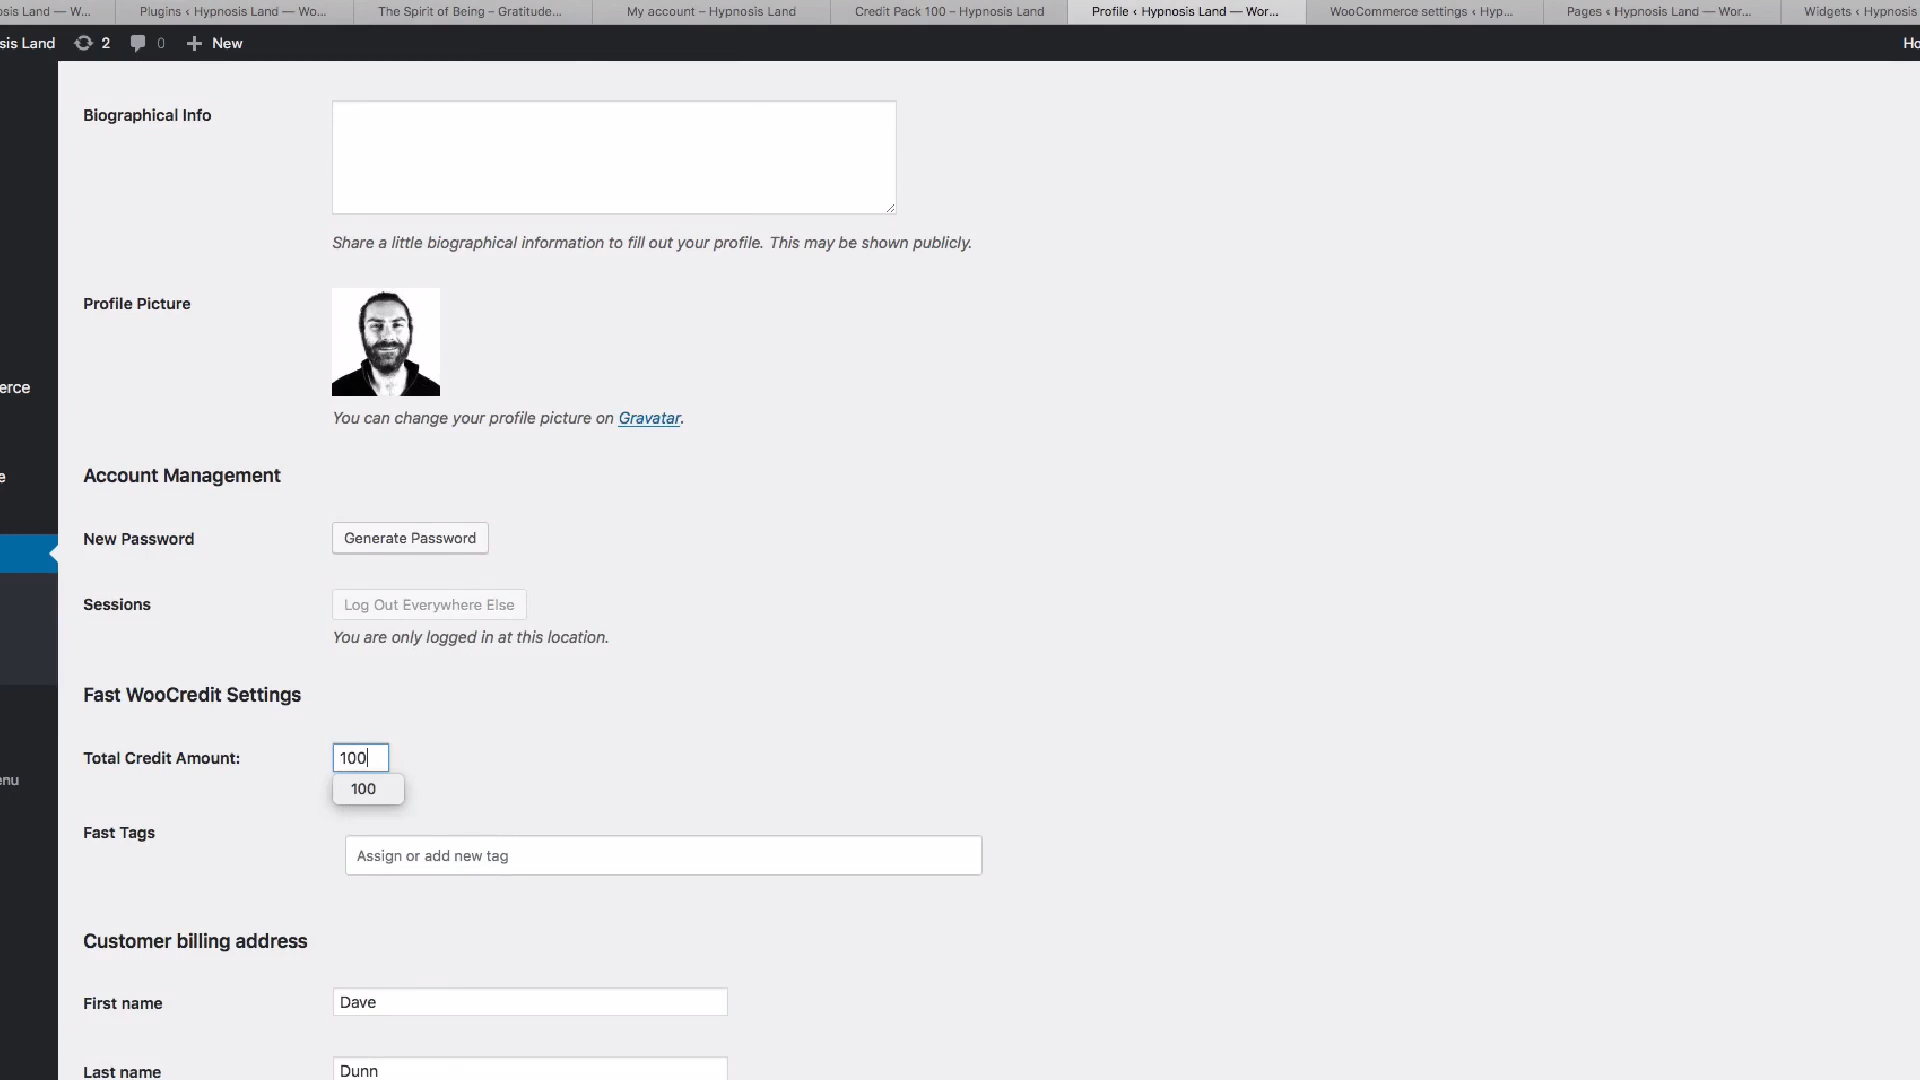 sis Land — W...
Plugins ‹ Hypnosis Land — Wo...
The Spirit of Being – Gratitude...
My account – Hypnosis Land
Credit Pack 100 – Hypnosis Land
Profile ‹ Hypnosis Land — Wor...
WooCommerce settings ‹ Hyp...
Pages ‹ Hypnosis Land — Wor...
Widgets ‹ Hypnosis
sis Land
2
0
New
Ho
Biographical Info
Share a little biographical information to fill out your profile. This may be shown publicly.
Profile Picture
You can change your profile picture on Gravatar.
erce
Account Management
e
New Password
Generate Password
Sessions
Log Out Everywhere Else
You are only logged in at this location.
Fast WooCredit Settings
Total Credit Amount:
100
100
enu
Fast Tags
Assign or add new tag
Customer billing address
First name
Dave
Last name
Dunn